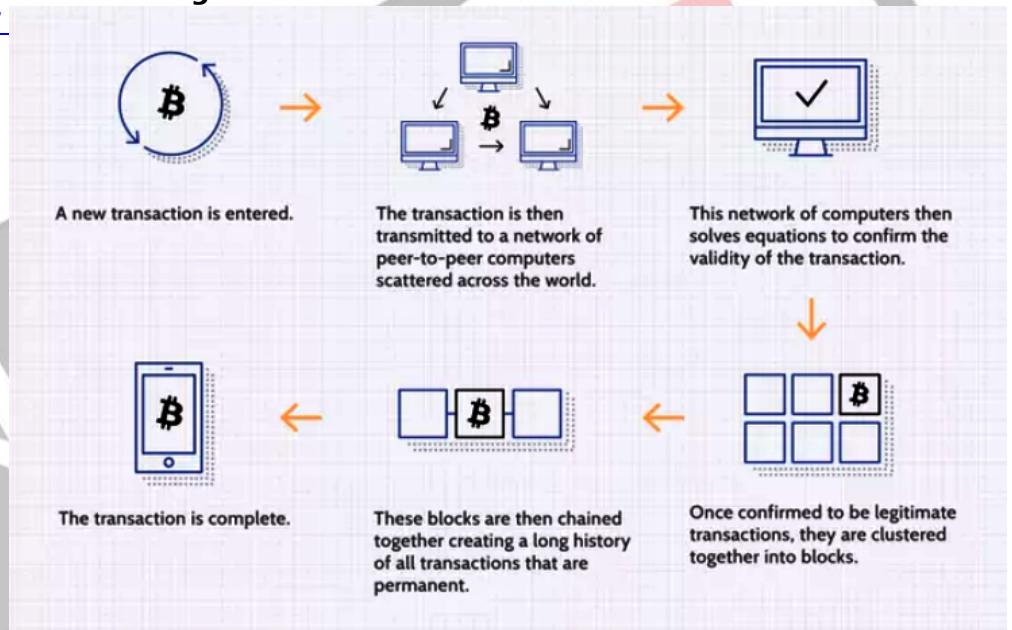 A new transaction is entered.
The transaction is then
transmitted to a network of
peer-to-peer computers
scattered across the world.
This network of computers then
solves equations to confirm the
validity of the transaction.
Once confirmed to be legitimate
transactions, they are clustered
together into blocks.
These blocks are then chained
together creating a long history
of all transactions that are
permanent.
The transaction is complete.